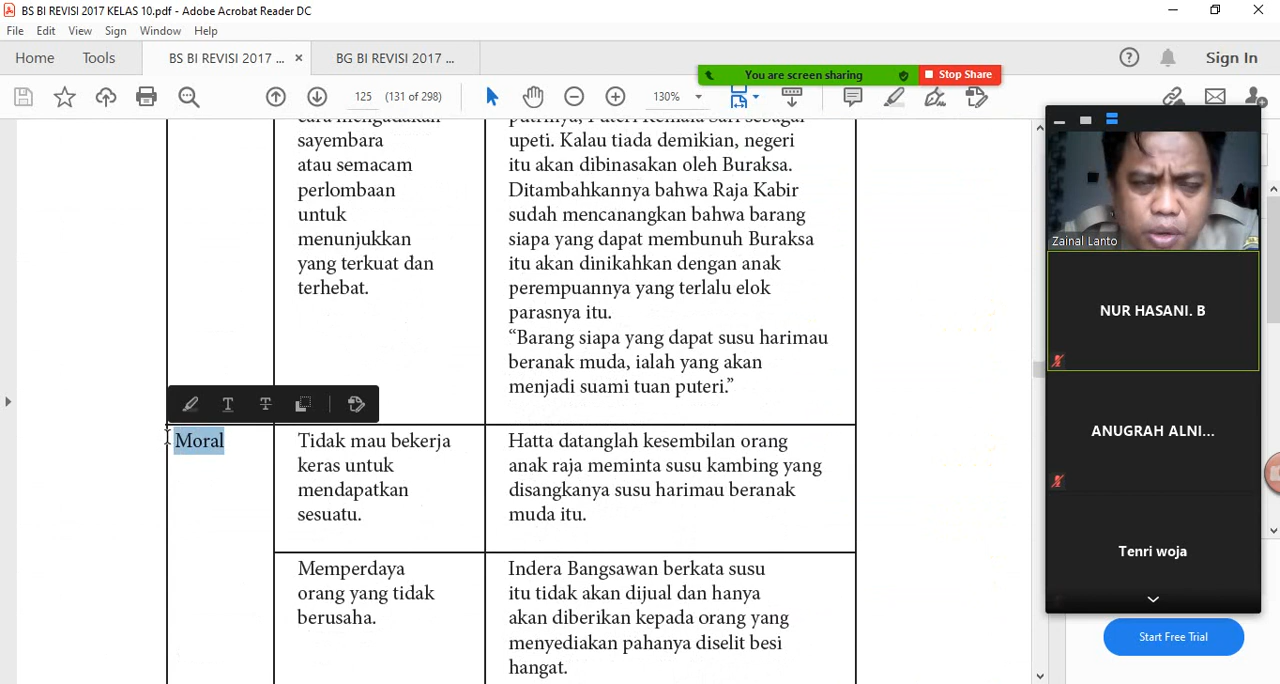 BS BI REVISI 2017 KELAS 10.pdf - Adobe Acrobat Reader DC
File Edit View Sign Window Help
Home Tools BS BI REVISI 2017 ... × BG BI REVISI 2017 ... Sign In
You are screen sharing Stop Share
125 (131 of 298) 130%
sayembara
atau semacam
perlombaan
untuk
menunjukkan
yang terkuat dan
terhebat.
putrinya, Puteri Kemala Sari sebagai
upeti. Kalau tiada demikian, negeri
itu akan dibinasakan oleh Buraksa.
Ditambahkannya bahwa Raja Kabir
sudah mencanangkan bahwa barang
siapa yang dapat membunuh Buraksa
itu akan dinikahkan dengan anak
perempuannya yang terlalu elok
parasnya itu.
“Barang siapa yang dapat susu harimau
beranak muda, ialah yang akan
menjadi suami tuan puteri.”
Moral
Tidak mau bekerja
keras untuk
mendapatkan
sesuatu.
Hatta datanglah kesembilan orang
anak raja meminta susu kambing yang
disangkanya susu harimau beranak
muda itu.
Memperdaya
orang yang tidak
berusaha.
Indera Bangsawan berkata susu
itu tidak akan dijual dan hanya
akan diberikan kepada orang yang
menyediakan pahanya diselit besi
hangat.
Zainal Lanto
NUR HASANI. B
ANUGRAH ALNI...
Tenri woja
Start Free Trial